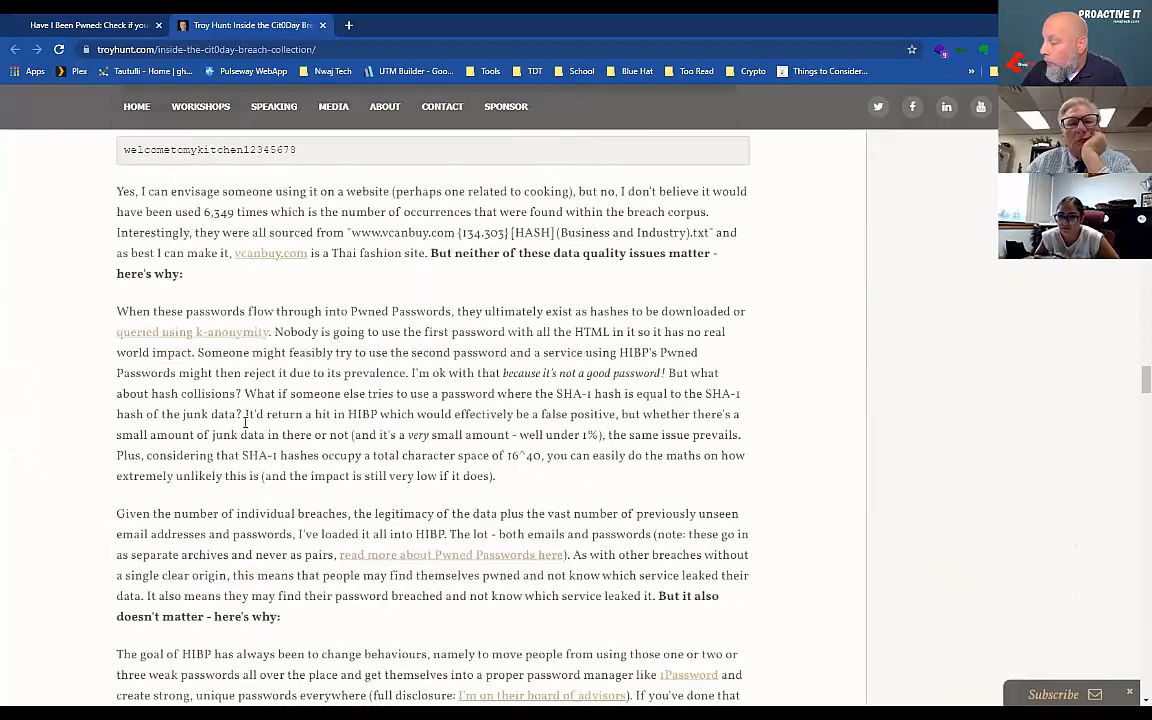 Have I Been Pwned: Check if you
Troy Hunt: Inside the Cit0Day Bre
troyhunt.com/inside-the-cit0day-breach-collection/
Apps
Plex
Tautulli - Home | gh...
Pulseway WebApp
Nwaj Tech
UTM Builder - Goo...
Tools
TDT
School
Blue Hat
Too Read
Crypto
Things to Consider...
PROACTIVE IT
HOME
WORKSHOPS
SPEAKING
MEDIA
ABOUT
CONTACT
SPONSOR
welcometomykitchen12345678
Yes, I can envisage someone using it on a website (perhaps one related to cooking), but no, I don't believe it would
have been used 6,349 times which is the number of occurrences that were found within the breach corpus.
Interestingly, they were all sourced from "www.vcanbuy.com {134.303} [HASH] (Business and Industry).txt" and
as best I can make it, vcanbuy.com is a Thai fashion site. But neither of these data quality issues matter -
here's why:
When these passwords flow through into Pwned Passwords, they ultimately exist as hashes to be downloaded or
queried using k-anonymity. Nobody is going to use the first password with all the HTML in it so it has no real
world impact. Someone might feasibly try to use the second password and a service using HIBP's Pwned
Passwords might then reject it due to its prevalence. I'm ok with that because it's not a good password! But what
about hash collisions? What if someone else tries to use a password where the SHA-1 hash is equal to the SHA-1
hash of the junk data? It'd return a hit in HIBP which would effectively be a false positive, but whether there's a
small amount of junk data in there or not (and it's a very small amount - well under 1%), the same issue prevails.
Plus, considering that SHA-1 hashes occupy a total character space of 16^40, you can easily do the maths on how
extremely unlikely this is (and the impact is still very low if it does).
Given the number of individual breaches, the legitimacy of the data plus the vast number of previously unseen
email addresses and passwords, I've loaded it all into HIBP. The lot - both emails and passwords (note: these go in
as separate archives and never as pairs, read more about Pwned Passwords here). As with other breaches without
a single clear origin, this means that people may find themselves pwned and not know which service leaked their
data. It also means they may find their password breached and not know which service leaked it. But it also
doesn't matter - here's why:
The goal of HIBP has always been to change behaviours, namely to move people from using those one or two or
three weak passwords all over the place and get themselves into a proper password manager like 1Password and
create strong, unique passwords everywhere (full disclosure: I'm on their board of advisors). If you've done that
Subscribe